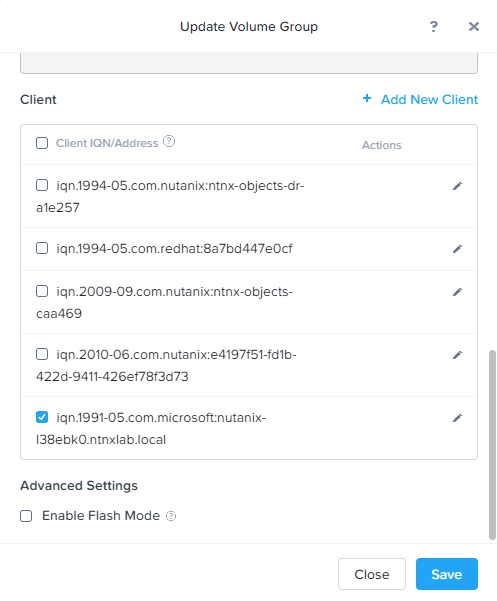 Update Volume Group
? ×
Client
+ Add New Client
Client IQN/Address ?
Actions
iqn.1994-05.com.nutanix:ntnx-objects-dr-
a1e257
iqn.1994-05.com.redhat:8a7bd447e0cf
iqn.2009-09.com.nutanix:ntnx-objects-
caa469
iqn.2010-06.com.nutanix:e4197f51-fd1b-
422d-9411-426ef78f3d73
iqn.1991-05.com.microsoft:nutanix-
l38ebk0.ntnxlab.local
Advanced Settings
Enable Flash Mode ?
Close
Save